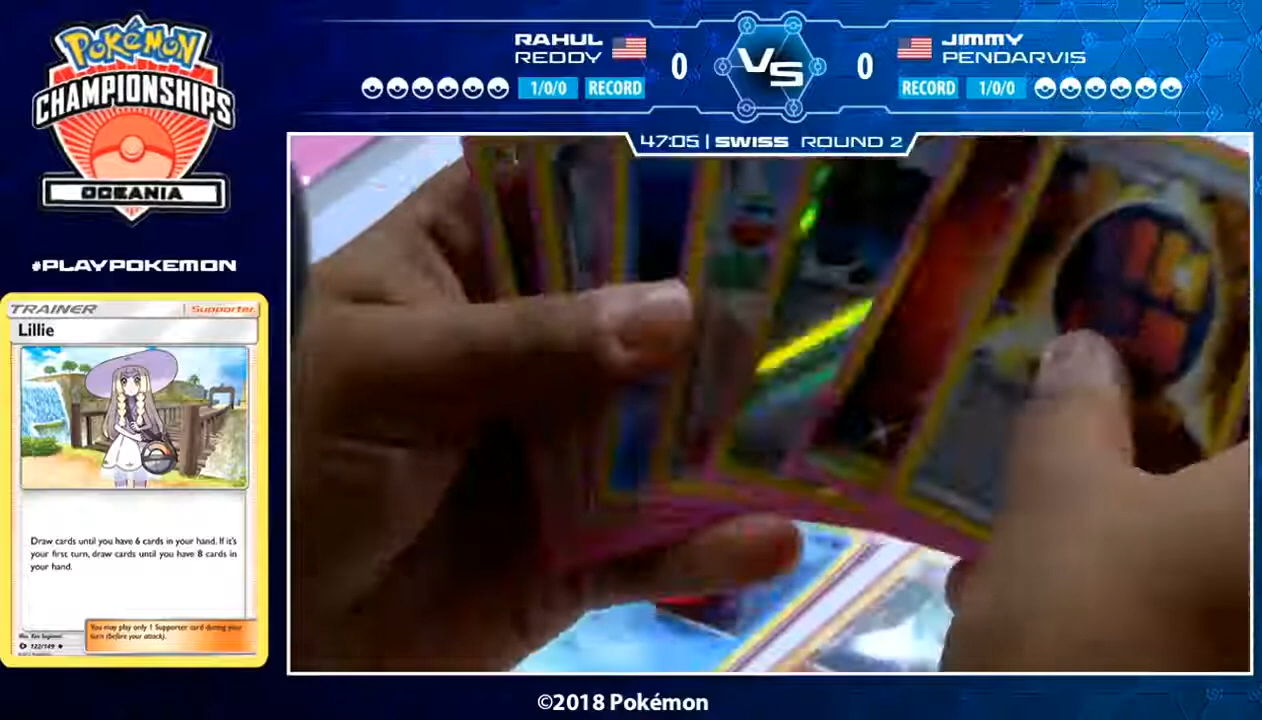 POKÉMON
CHAMPIONSHIPS
OCEANIA
#PLAYPOKEMON
RAHUL
REDDY
0
1/0/0
RECORD
VS
0
JIMMY
PENDARVIS
RECORD
1/0/0
47:05 | SWISS ROUND 2
TRAINER
Supporter
Lillie
Draw cards until you have 6 cards in your hand. If it's
your first turn, draw cards until you have 8 cards in
your hand.
You may play only 1 Supporter card during your
turn (before your attack).
122/149
©2018 Pokémon